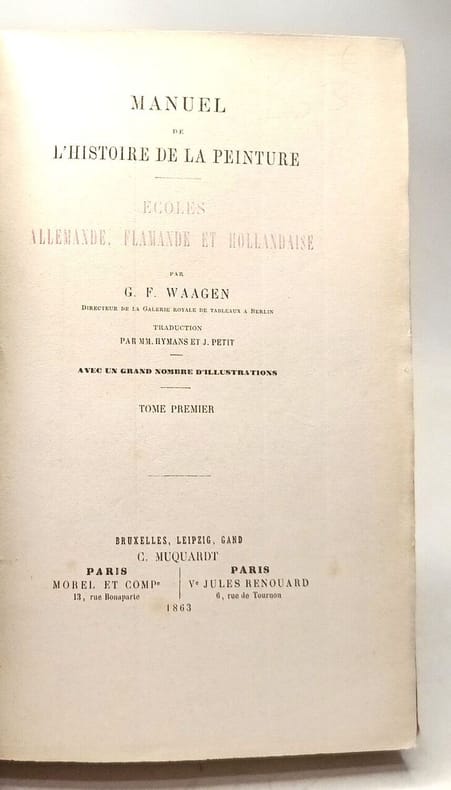 MANUEL
DE
L'HISTOIRE DE LA PEINTURE
ECOLES
ALLEMANDE, FLAMANDE ET HOLLANDAISE
PAR
G. F. WAAGEN
DIRECTEUR DE LA GALERIE ROYALE DE TABLEAUX A BERLIN
TRADUCTION
PAR MM. HYMANS ET J. PETIT
AVEC UN GRAND NOMBRE D'ILLUSTRATIONS
TOME PREMIER
BRUXELLES, LEIPZIG, GAND
C. MUQUARDT
PARIS
MOREL ET COMPe
13, rue Bonaparte
PARIS
Ve JULES RENOUARD
6, rue de Tournon
1863